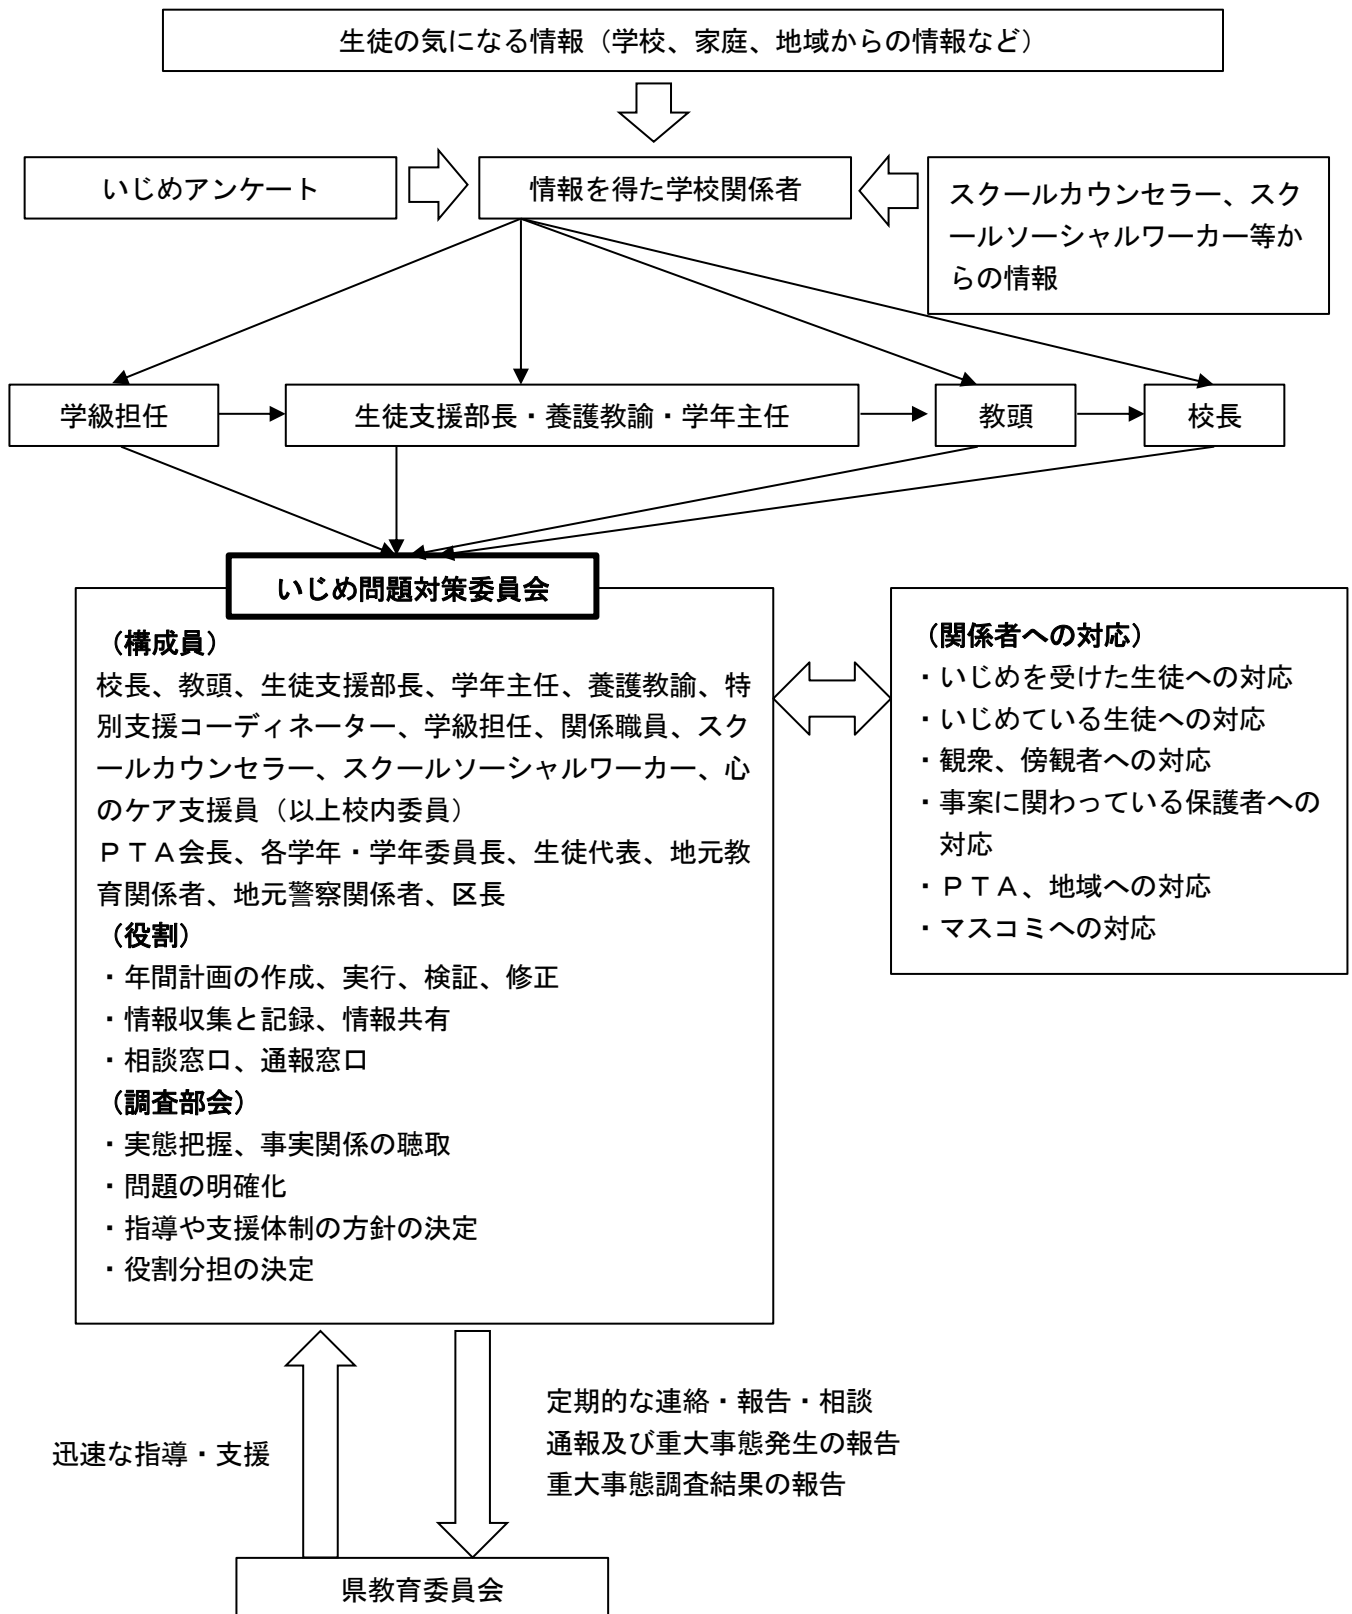 生徒の気になる情報（学校、家庭、地域からの情報など）
いじめアンケート
情報を得た学校関係者
スクールカウンセラー、スク
ールソーシャルワーカー等か
らの情報
学級担任
生徒支援部長・養護教諭・学年主任
教頭
校長
いじめ問題対策委員会
（構成員）
校長、教頭、生徒支援部長、学年主任、養護教諭、特
別支援コーディネーター、学級担任、関係職員、スク
ールカウンセラー、スクールソーシャルワーカー、心
のケア支援員（以上校内委員）
ＰＴＡ会長、各学年・学年委員長、生徒代表、地元教
育関係者、地元警察関係者、区長
（役割）
・年間計画の作成、実行、検証、修正
・情報収集と記録、情報共有
・相談窓口、通報窓口
（調査部会）
・実態把握、事実関係の聴取
・問題の明確化
・指導や支援体制の方針の決定
・役割分担の決定
（関係者への対応）
・いじめを受けた生徒への対応
・いじめている生徒への対応
・観衆、傍観者への対応
・事案に関わっている保護者への
対応
・ＰＴＡ、地域への対応
・マスコミへの対応
迅速な指導・支援
定期的な連絡・報告・相談
通報及び重大事態発生の報告
重大事態調査結果の報告
県教育委員会